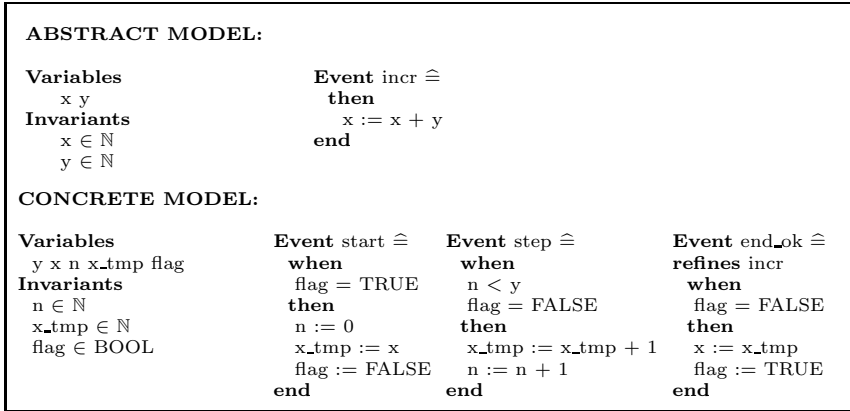 ABSTRACT MODEL:
Variables
x y
Invariants
x ∈ ℕ
y ∈ ℕ
Event incr ≙
then
x := x + y
end
CONCRETE MODEL:
Variables
y x n x_tmp flag
Invariants
n ∈ ℕ
x_tmp ∈ ℕ
flag ∈ BOOL
Event start ≙
when
flag = TRUE
then
n := 0
x_tmp := x
flag := FALSE
end
Event step ≙
when
n < y
flag = FALSE
then
x_tmp := x_tmp + 1
n := n + 1
end
Event end_ok ≙
refines incr
when
flag = FALSE
then
x := x_tmp
flag := TRUE
end